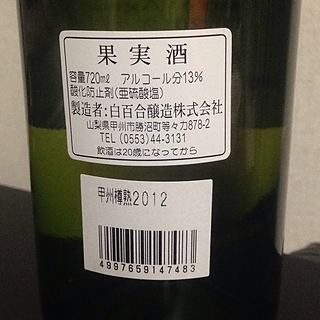 果実酒
容量720mℓ アルコール分13%
酸化防止剤(亜硫酸塩)
製造者:白百合醸造株式会社
山梨県甲州市勝沼町等々力878-2
TEL (0553)44-3131
飲酒は20歳になってから
甲州樽熟2012
4997659147483